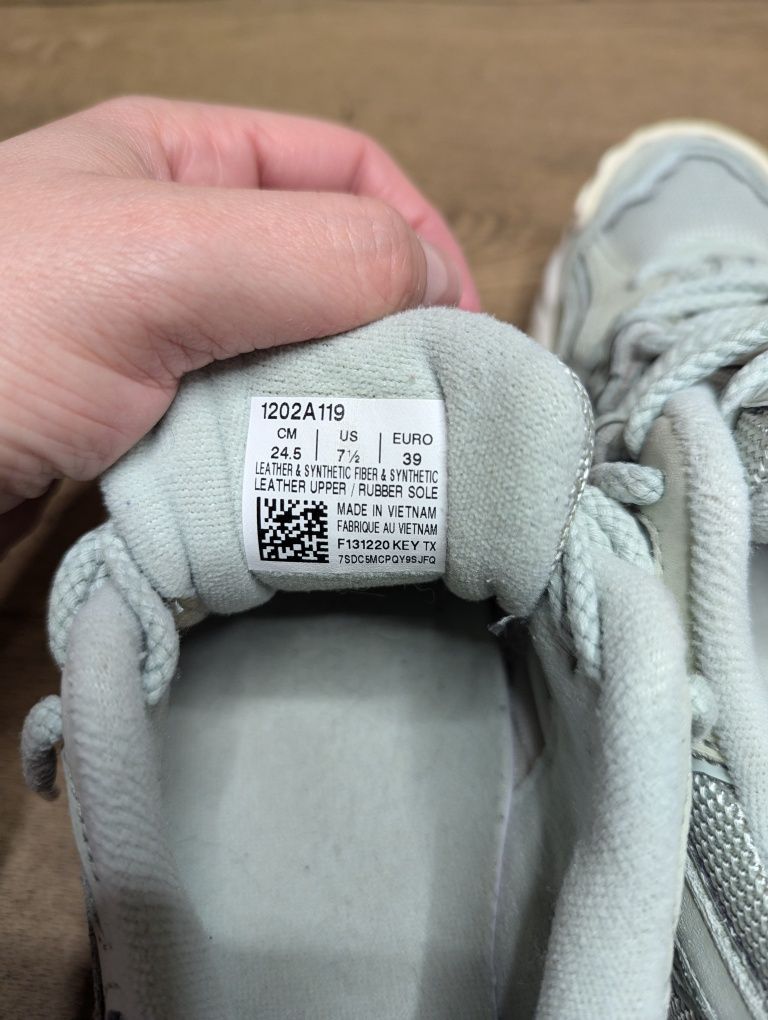 1202A119
CM US EURO
24.5 7½ 39
LEATHER & SYNTHETIC FIBER & SYNTHETIC
LEATHER UPPER / RUBBER SOLE
MADE IN VIETNAM
FABRIQUE AU VIETNAM
F131220 KEY TX
7SDC5MCPQY9SJFQ